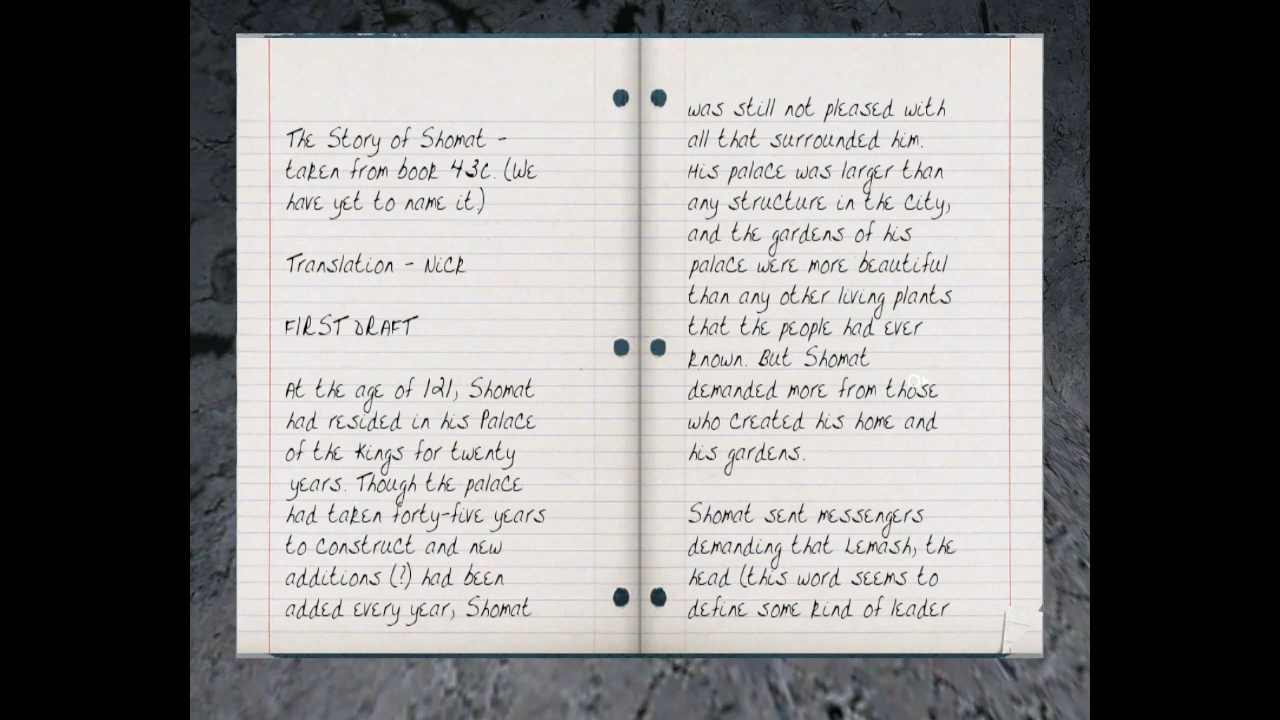 The Story of Shomat -
taken from book 43c. (We
have yet to name it.)
Translation - Nick
FIRST DRAFT
At the age of 121, Shomat
had resided in his Palace
of the Kings for twenty
years. Though the palace
had taken forty-five years
to construct and new
additions (?) had been
added every year, Shomat
was still not pleased with
all that surrounded him.
His palace was larger than
any structure in the city,
and the gardens of his
palace were more beautiful
than any other living plants
that the people had ever
known. But Shomat
demanded more from those
who created his home and
his gardens.
Shomat sent messengers
demanding that Lemash, the
head (this word seems to
define some kind of leader